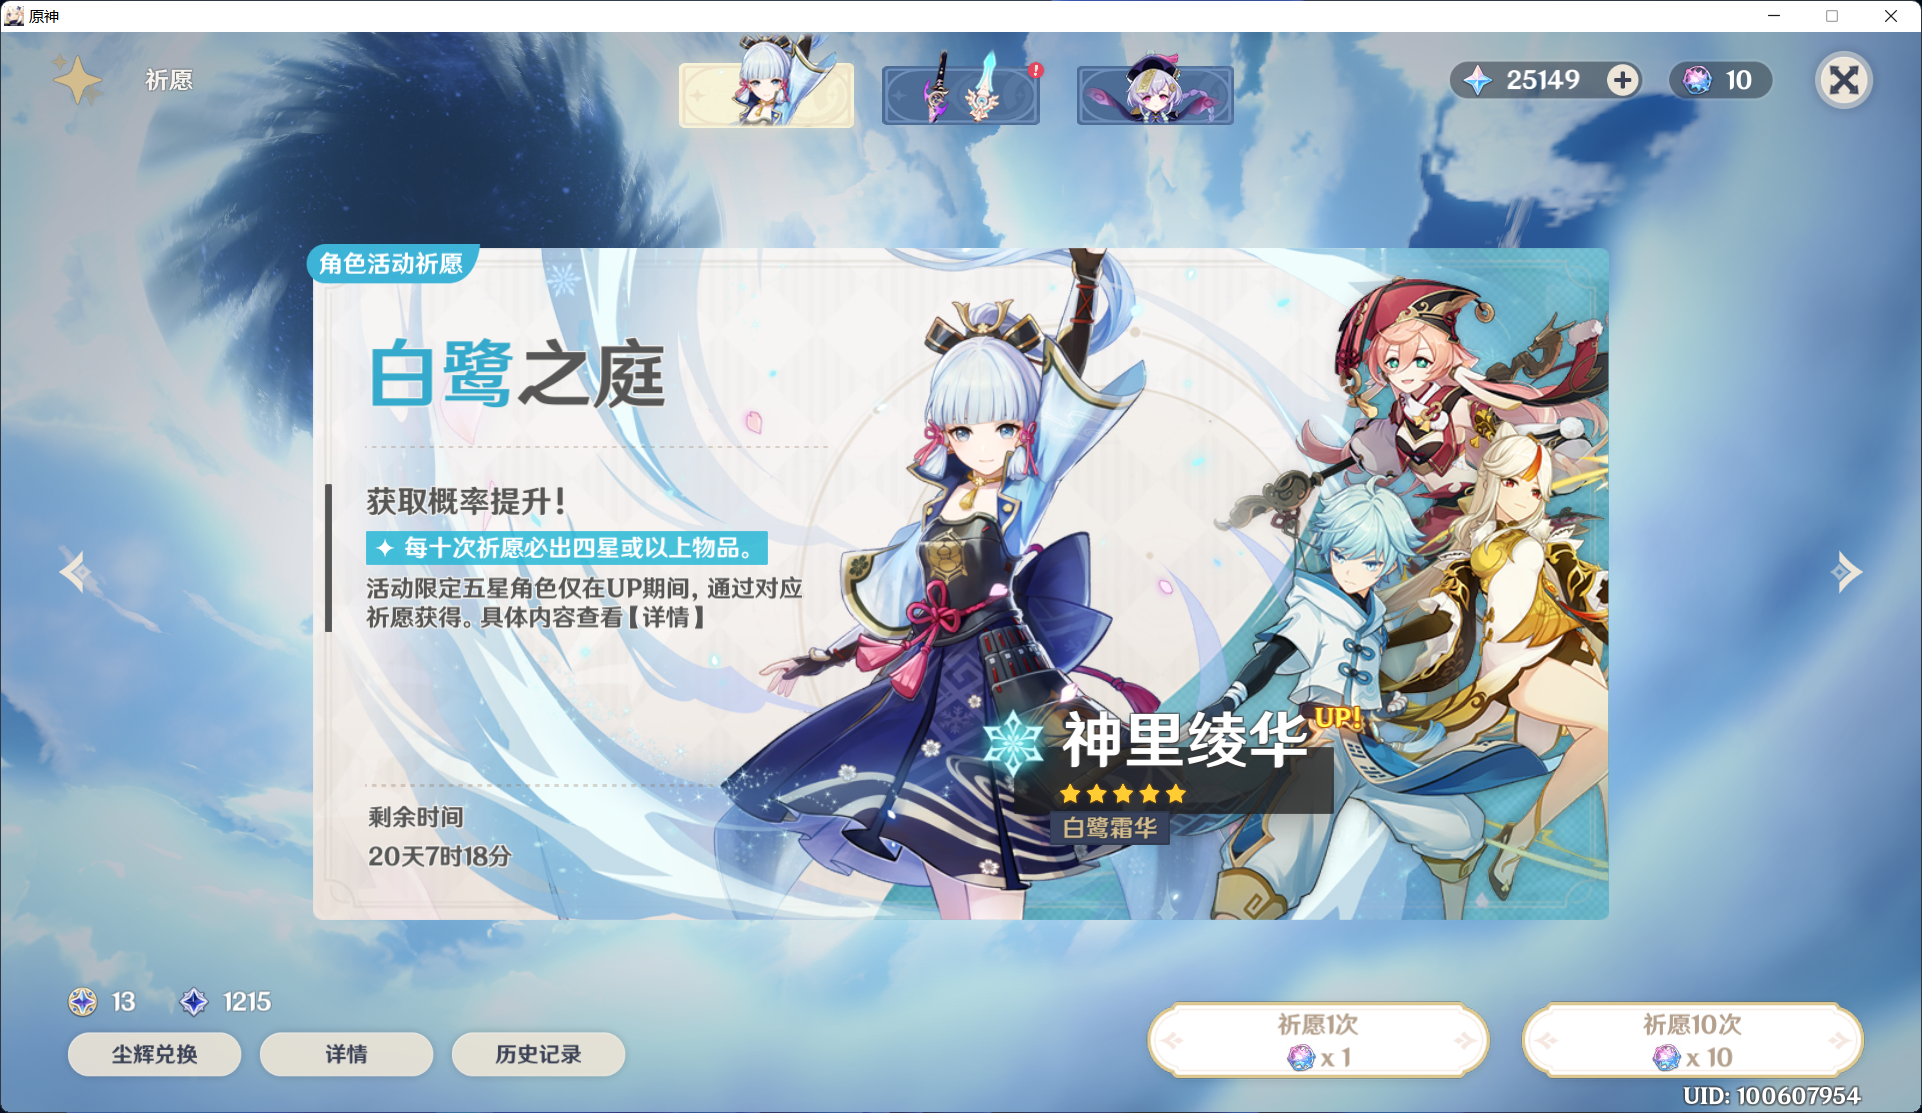 原神
祈愿
25149
10
角色活动祈愿
白鹭之庭
获取概率提升!
每十次祈愿必出四星或以上物品。
活动限定五星角色仅在UP期间,通过对应
祈愿获得。具体内容查看【详情】
神里绫华 UP!
白鹭霜华
剩余时间
20天7时18分
13
1215
尘辉兑换
详情
历史记录
祈愿1次
x 1
祈愿10次
x 10
UID: 100607954